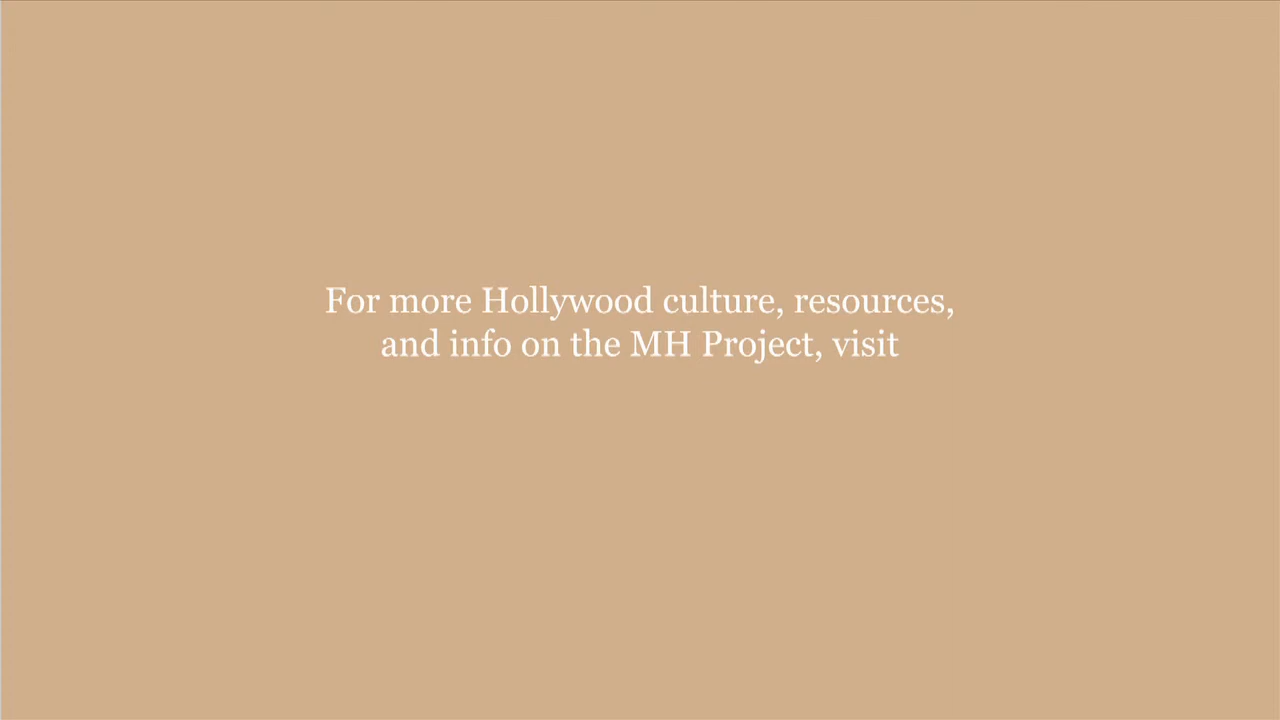 For more Hollywood culture, resources,
and info on the MH Project, visit